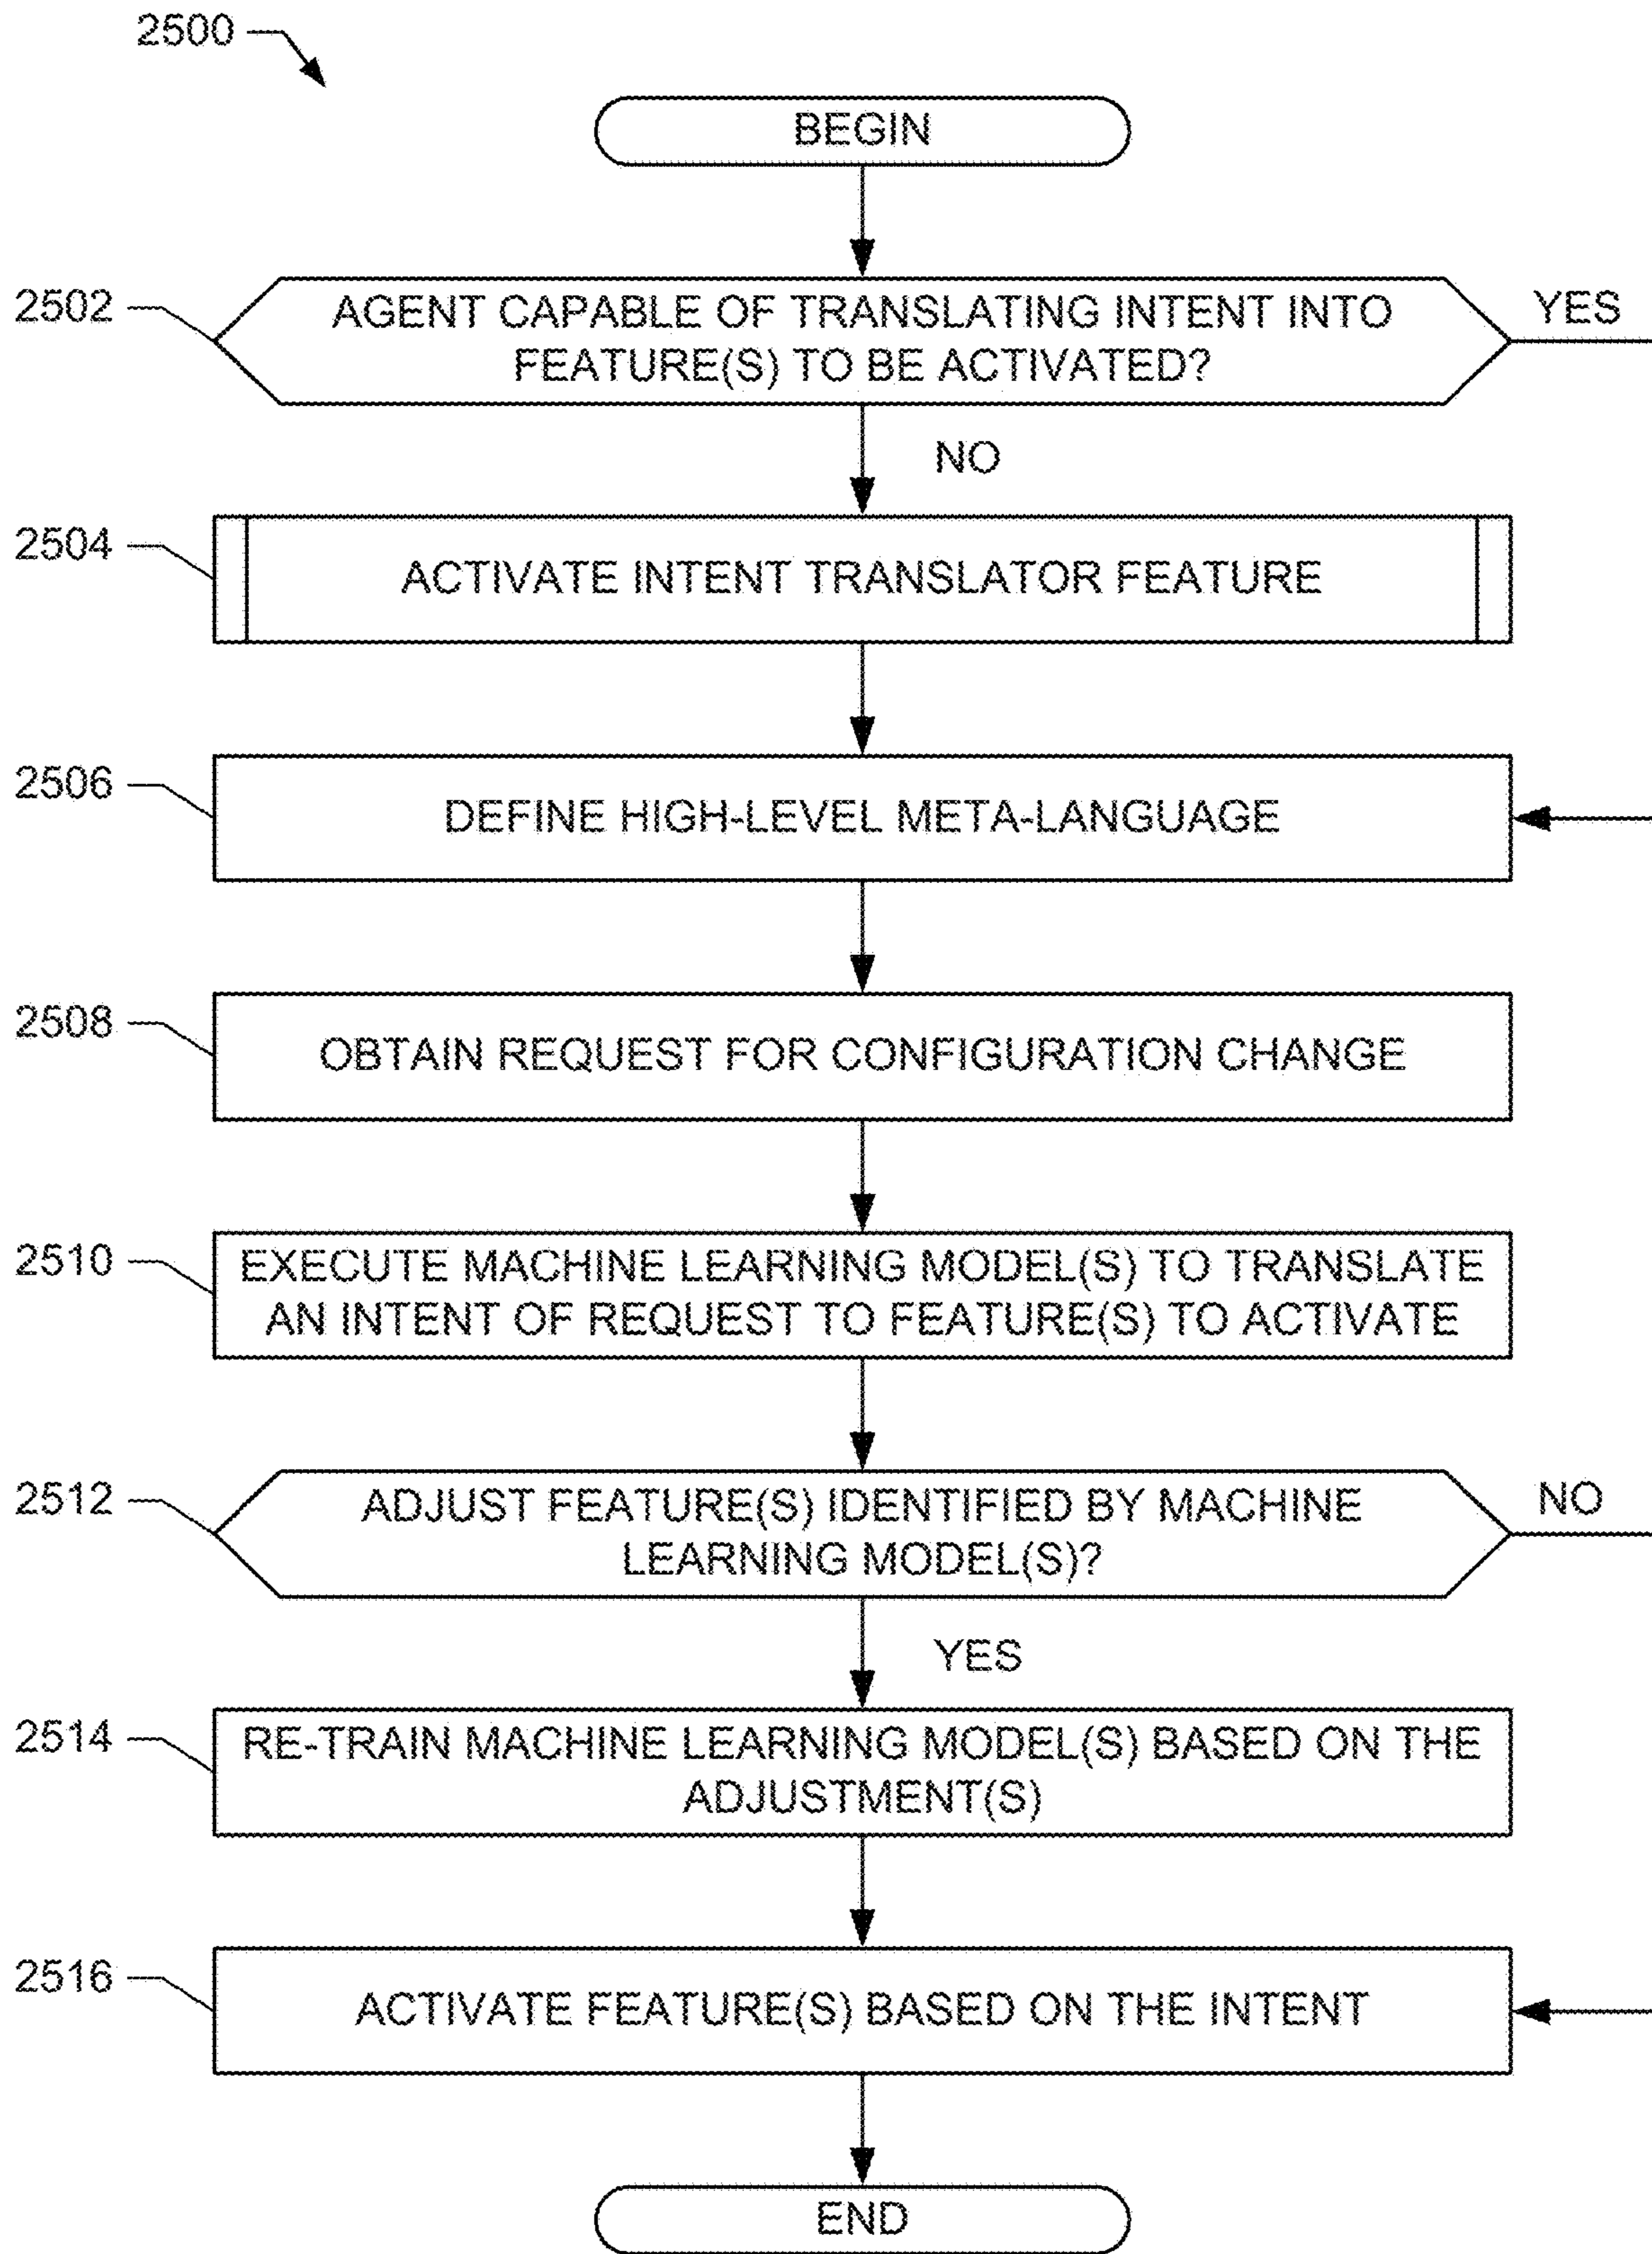 2500
BEGIN
2502
AGENT CAPABLE OF TRANSLATING INTENT INTO
FEATURE(S) TO BE ACTIVATED?
YES
NO
2504
ACTIVATE INTENT TRANSLATOR FEATURE
2506
DEFINE HIGH-LEVEL META-LANGUAGE
2508
OBTAIN REQUEST FOR CONFIGURATION CHANGE
2510
EXECUTE MACHINE LEARNING MODEL(S) TO TRANSLATE
AN INTENT OF REQUEST TO FEATURE(S) TO ACTIVATE
2512
ADJUST FEATURE(S) IDENTIFIED BY MACHINE
LEARNING MODEL(S)?
NO
YES
2514
RE-TRAIN MACHINE LEARNING MODEL(S) BASED ON THE
ADJUSTMENT(S)
2516
ACTIVATE FEATURE(S) BASED ON THE INTENT
END